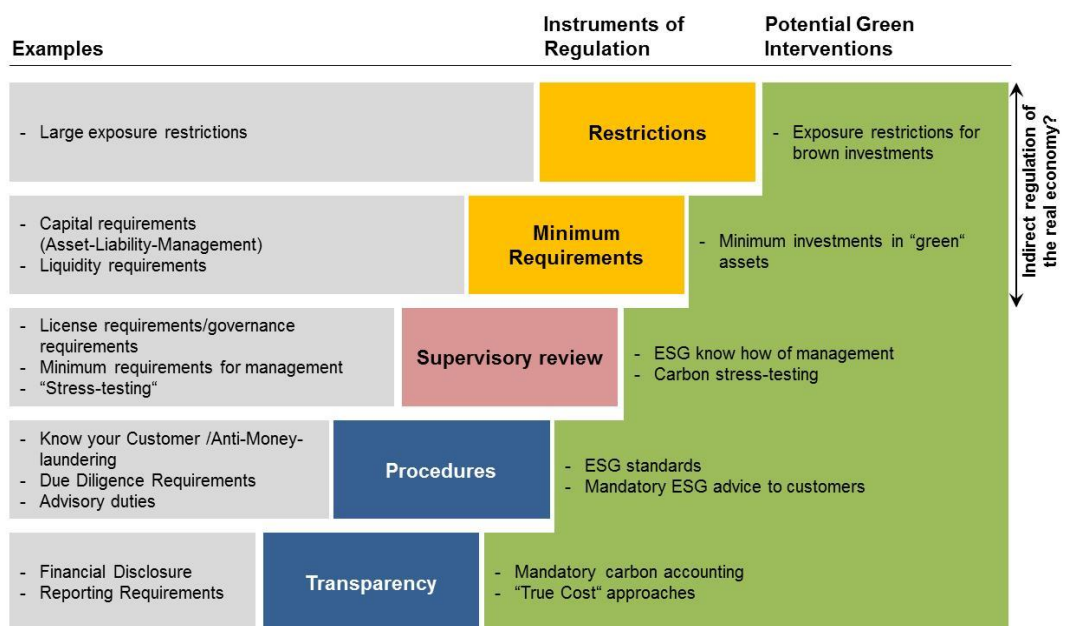 Examples
Instruments of
Regulation
Potential Green
Interventions
- Large exposure restrictions
Restrictions
- Exposure restrictions for
brown investments
Indirect regulation of
the real economy?
- Capital requirements
(Asset-Liability-Management)
- Liquidity requirements
Minimum
Requirements
- Minimum investments in "green“
assets
- License requirements/governance
requirements
- Minimum requirements for management
- "Stress-testing“
Supervisory review
- ESG know how of management
- Carbon stress-testing
- Know your Customer /Anti-Money-
laundering
- Due Diligence Requirements
- Advisory duties
Procedures
- ESG standards
- Mandatory ESG advice to customers
- Financial Disclosure
- Reporting Requirements
Transparency
- Mandatory carbon accounting
- "True Cost“ approaches